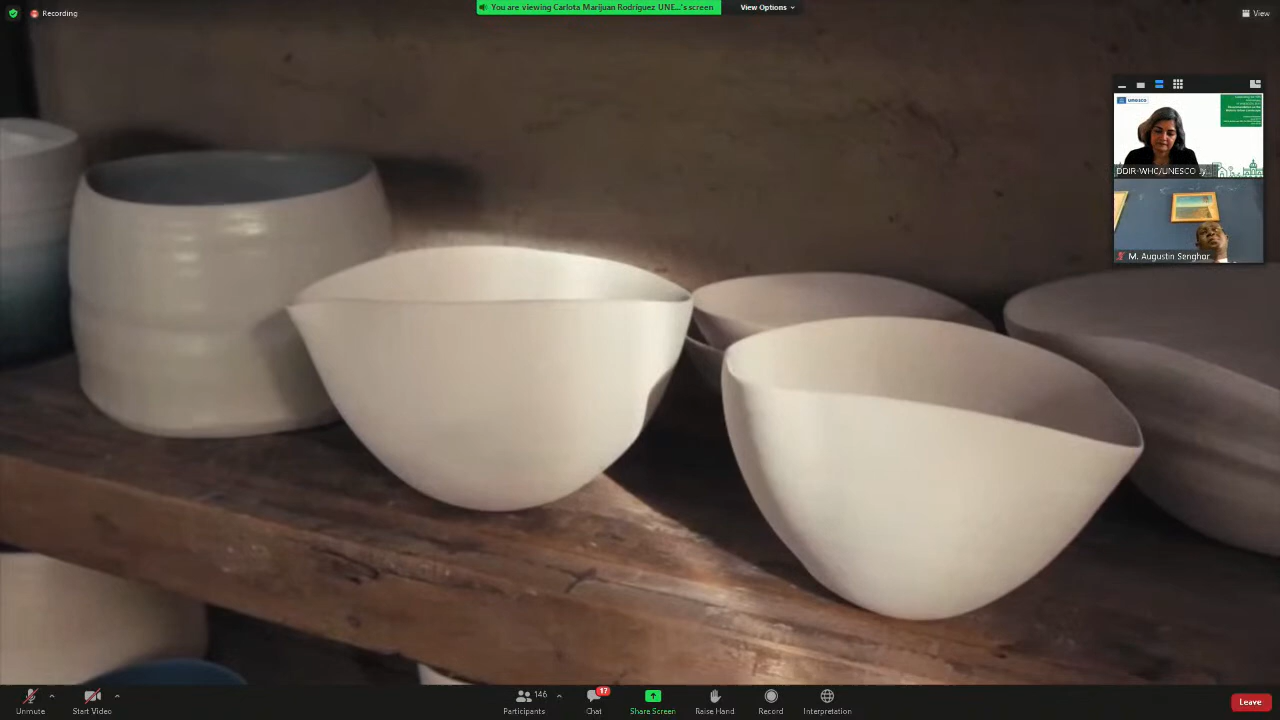 Recording
You are viewing Carlota Marijuan Rodríguez UNE...'s screen
View Options
View
unesco
DDIR-WHC/UNESCO
M. Augustin Senghor
Unmute
Start Video
146
Participants
17
Chat
Share Screen
Raise Hand
Record
Interpretation
Leave